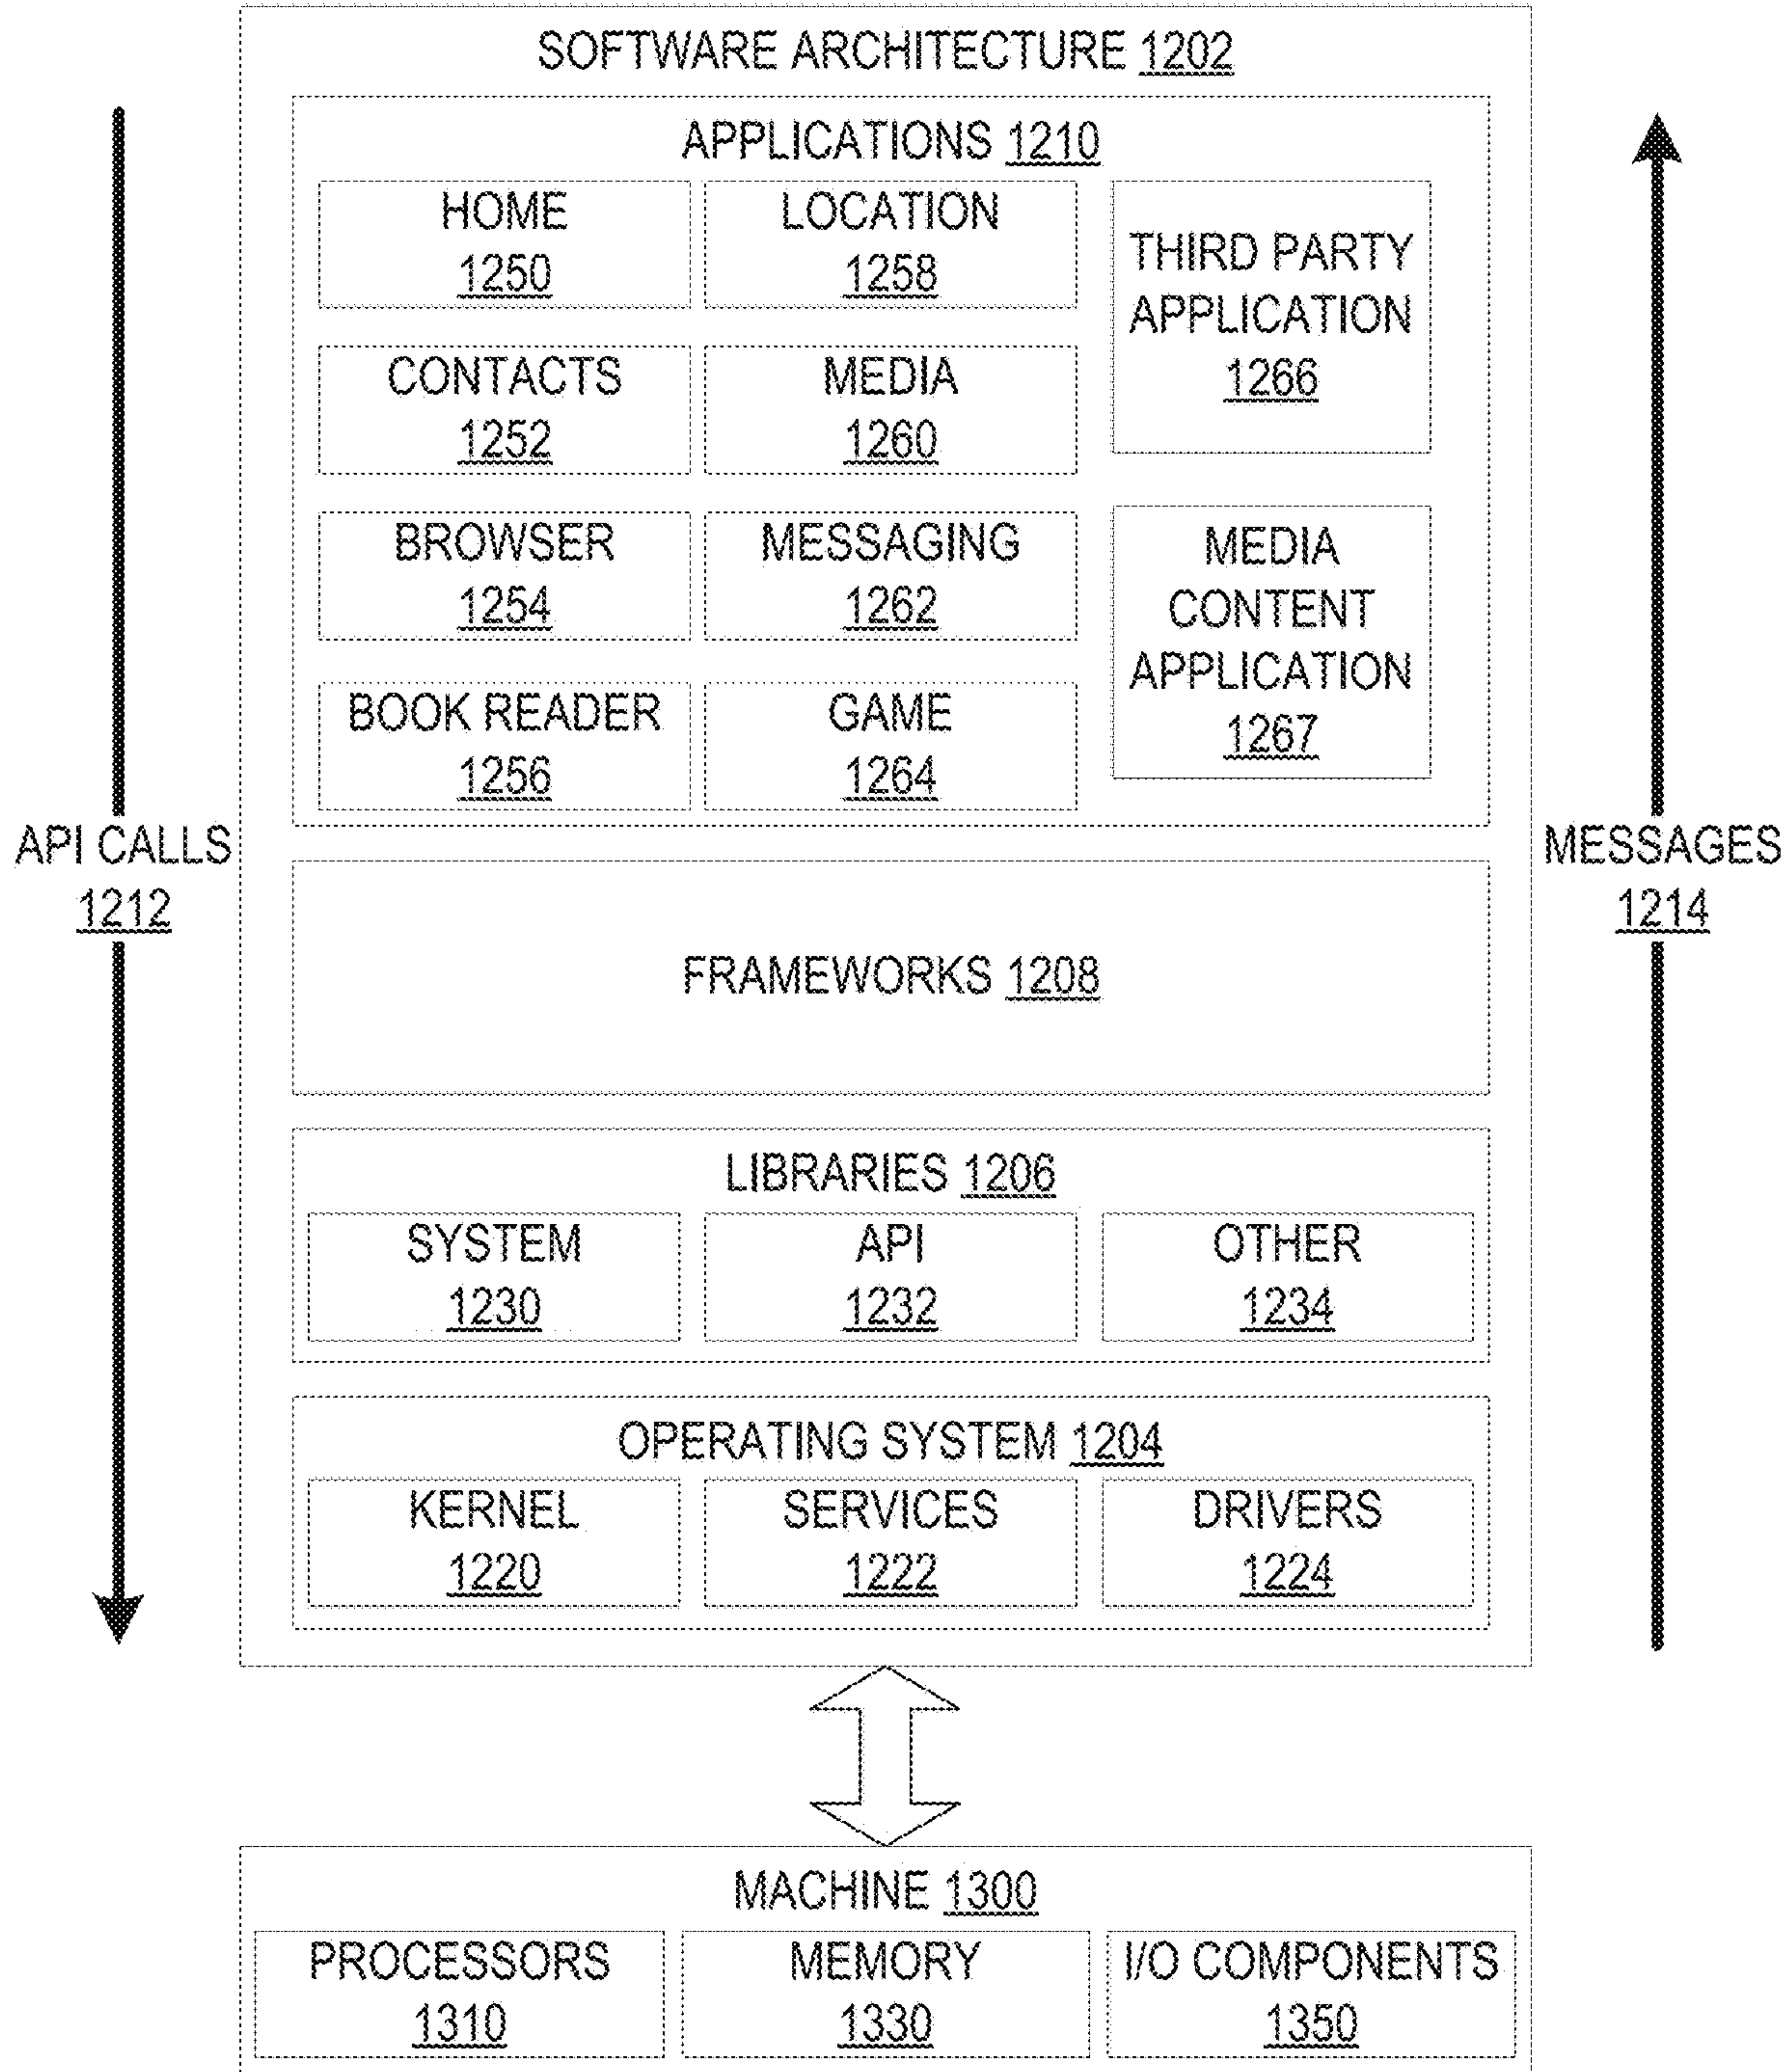 SOFTWARE ARCHITECTURE 1202
APPLICATIONS 1210
HOME
1250
LOCATION
1258
THIRD PARTY
APPLICATION
1266
CONTACTS
1252
MEDIA
1260
BROWSER
1254
MESSAGING
1262
MEDIA
CONTENT
APPLICATION
1267
BOOK READER
1256
GAME
1264
API CALLS
1212
MESSAGES
1214
FRAMEWORKS 1208
LIBRARIES 1206
SYSTEM
1230
API
1232
OTHER
1234
OPERATING SYSTEM 1204
KERNEL
1220
SERVICES
1222
DRIVERS
1224
MACHINE 1300
PROCESSORS
1310
MEMORY
1330
I/O COMPONENTS
1350